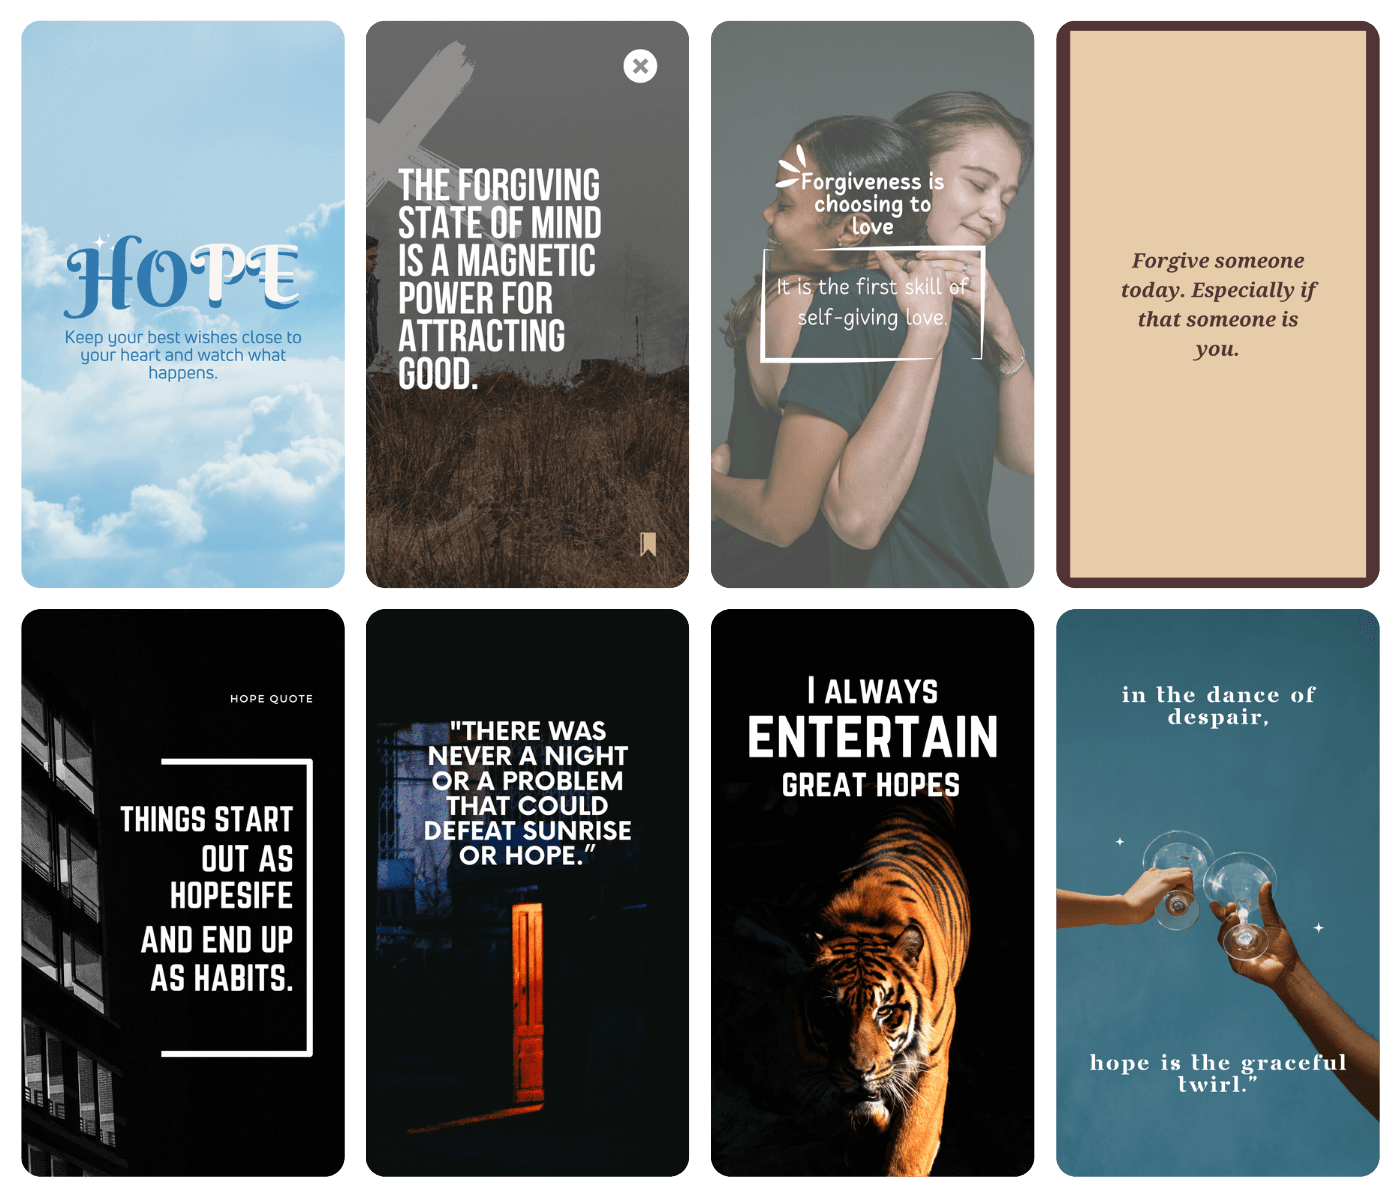 HOPE
Keep your best wishes close to
your heart and watch what
happens.
THE FORGIVING
STATE OF MIND
IS A MAGNETIC
POWER FOR
ATTRACTING
GOOD.
Forgiveness is
choosing to
love
It is the first skill of
self-giving love.
Forgive someone
today. Especially if
that someone is
you.
HOPE QUOTE
THINGS START
OUT AS
HOPESIFE
AND END UP
AS HABITS.
"THERE WAS
NEVER A NIGHT
OR A PROBLEM
THAT COULD
DEFEAT SUNRISE
OR HOPE.”
I ALWAYS
ENTERTAIN
GREAT HOPES
in the dance of
despair,
hope is the graceful
twirl.”